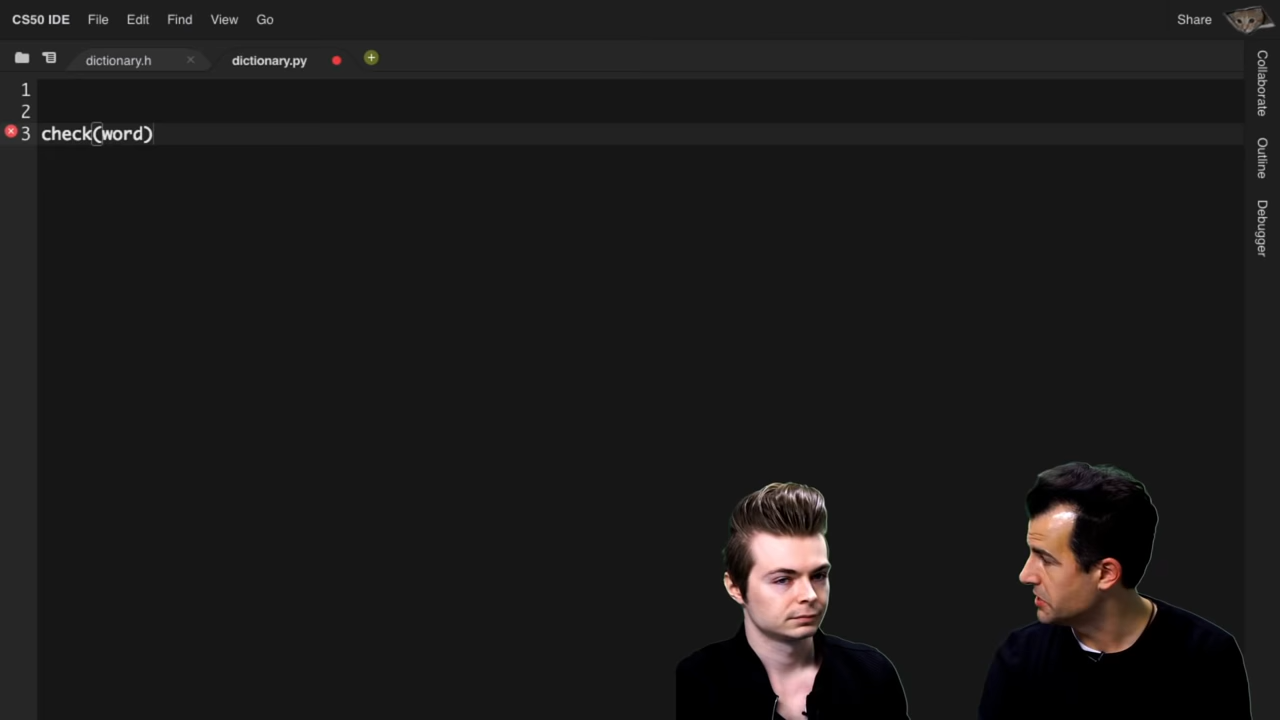 CS50 IDE File Edit Find View Go Share
dictionary.h dictionary.py
Collaborate
Outline
Debugger
1
2
3 check(word)